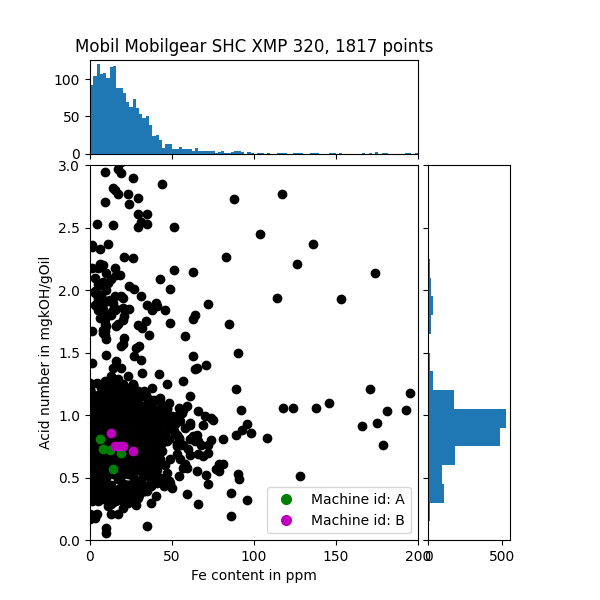 Mobil Mobilgear SHC XMP 320, 1817 points
100
50
0
3.0
2.5
2.0
1.5
1.0
0.5
0.0
Acid number in mgkOH/gOil
Machine id: A
Machine id: B
0 50 100 150 200
0 500
Fe content in ppm